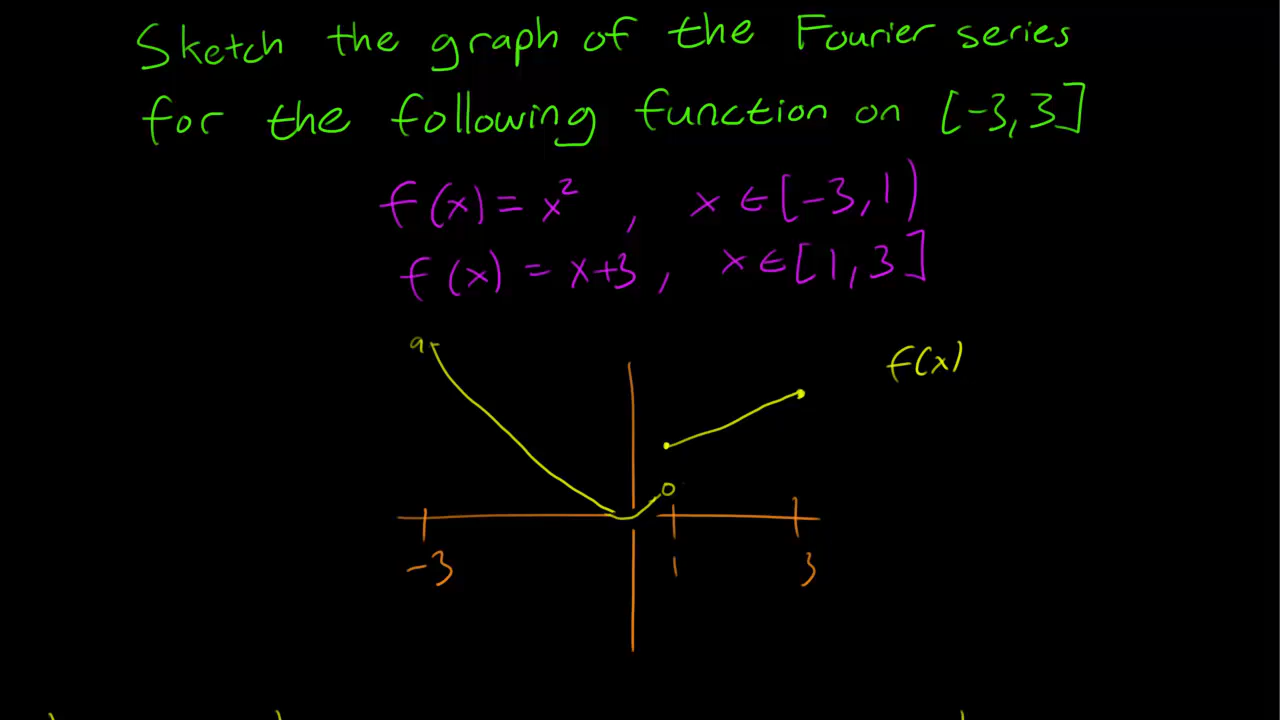 Sketch the graph of the Fourier series
for the following function on [-3,3]
f(x) = x² , x ∈ [-3,1)
f(x) = x+3, x ∈ [1,3]
9
f(x)
-3 1 3